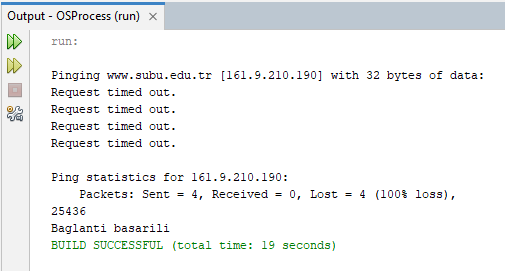 Output - OSProcess (run)
run:
Pinging www.subu.edu.tr [161.9.210.190] with 32 bytes of data:
Request timed out.
Request timed out.
Request timed out.
Request timed out.
Ping statistics for 161.9.210.190:
    Packets: Sent = 4, Received = 0, Lost = 4 (100% loss),
25436
Baglanti basarili
BUILD SUCCESSFUL (total time: 19 seconds)